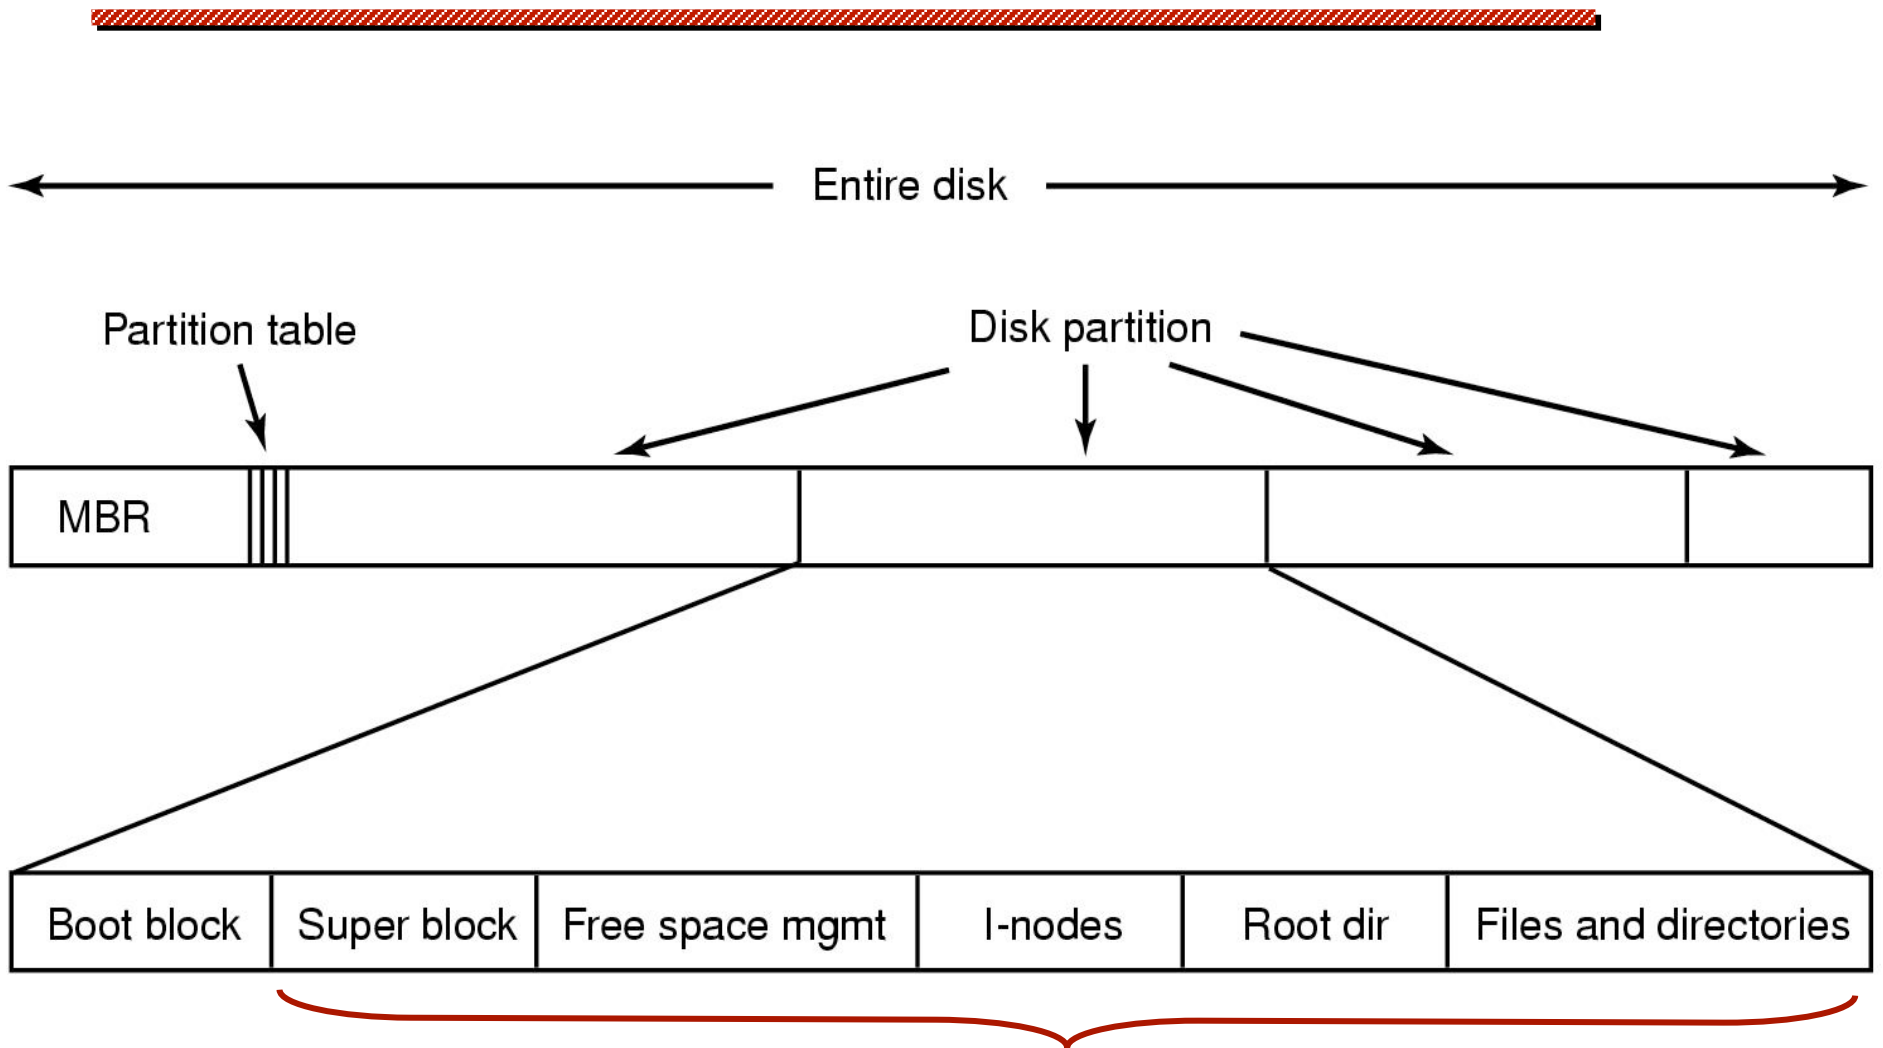 Entire disk
Partition table
Disk partition
MBR
Boot block
Super block
Free space mgmt
I-nodes
Root dir
Files and directories